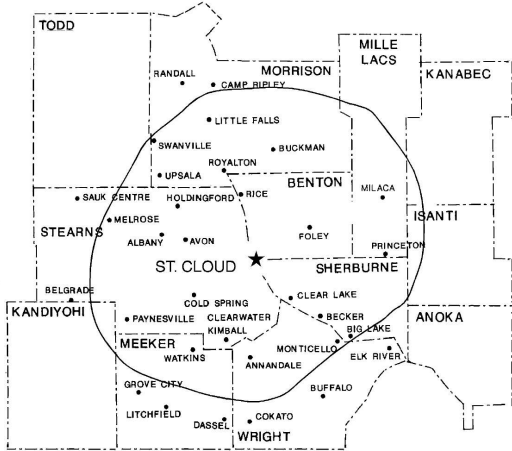 TODD
MILLE
LACS
MORRISON
KANABEC
RANDALL
CAMP RIPLEY
LITTLE FALLS
SWANVILLE
BUCKMAN
ROYALTON
UPSALA
BENTON
RICE
MILACA
SAUK CENTRE
HOLDINGFORD
MELROSE
ISANTI
STEARNS
ALBANY
AVON
FOLEY
PRINCETON
ST. CLOUD
SHERBURNE
BELGRADE
COLD SPRING
CLEAR LAKE
KANDIYOHI
PAYNESVILLE
CLEARWATER
BECKER
ANOKA
KIMBALL
BIG LAKE
MEEKER
WATKINS
MONTICELLO
ELK RIVER
ANNANDALE
GROVE CITY
BUFFALO
LITCHFIELD
DASSEL
COKATO
WRIGHT